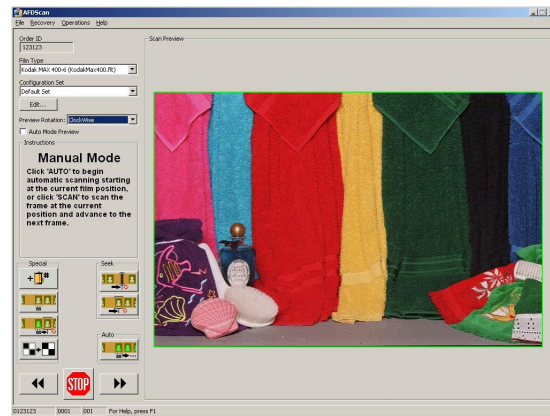 AFDScan
File Recovery Operations Help
Order ID
123123
Film Type
Kodak MAX 400-6 (KodakMax400.flt)
Configuration Set
Default Set
Edit...
Preview Rotation: ClockWise
Auto Mode Preview
Instructions
Manual Mode
Click 'AUTO' to begin
automatic scanning starting
at the current film position,
or click 'SCAN' to scan the
frame at the current
position and advance to the
next frame.
Special
Seek
Auto
STOP
Scan Preview
0123123 0001 001 For Help, press F1